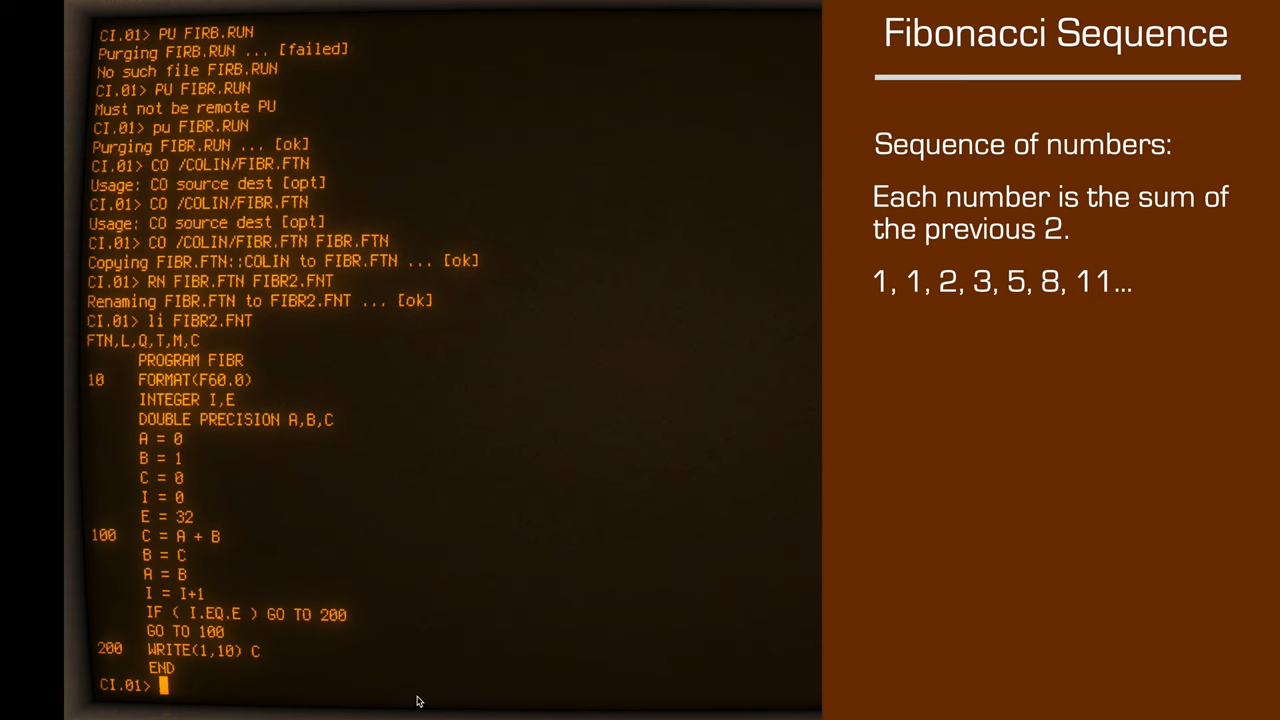 CI.01> PU FIRB.RUN
Purging FIRB.RUN ... [failed]
No such file FIRB.RUN
CI.01> PU FIBR.RUN
Must not be remote PU
CI.01> pu FIBR.RUN
Purging FIBR.RUN ... [ok]
CI.01> CO /COLIN/FIBR.FTN
Usage: CO source dest [opt]
CI.01> CO /COLIN/FIBR.FTN
Usage: CO source dest [opt]
CI.01> CO /COLIN/FIBR.FTN FIBR.FTN
Copying FIBR.FTN::COLIN to FIBR.FTN ... [ok]
CI.01> RN FIBR.FTN FIBR2.FNT
Renaming FIBR.FTN to FIBR2.FNT ... [ok]
CI.01> li FIBR2.FNT
FTN,L,Q,T,M,C
PROGRAM FIBR
10 FORMAT(F60.0)
INTEGER I,E
DOUBLE PRECISION A,B,C
A = 0
B = 1
C = 0
I = 0
E = 32
100 C = A + B
B = C
A = B
I = I+1
IF ( I.EQ.E ) GO TO 200
GO TO 100
200 WRITE(1,10) C
END
CI.01>
Fibonacci Sequence
Sequence of numbers:
Each number is the sum of
the previous 2.
1, 1, 2, 3, 5, 8, 11...